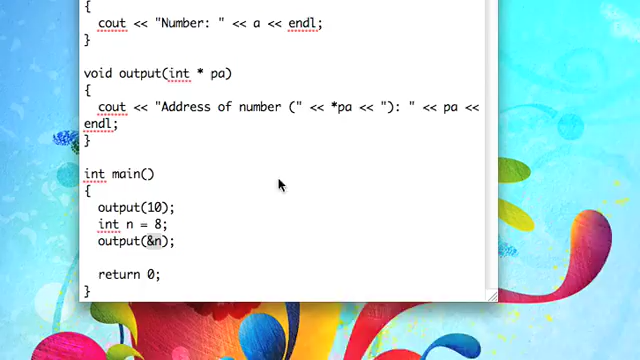 {
cout << "Number: " << a << endl;
}
void output(int * pa)
{
cout << "Address of number (" << *pa << "): " << pa <<
endl;
}
int main()
{
output(10);
int n = 8;
output(&n);
return 0;
}